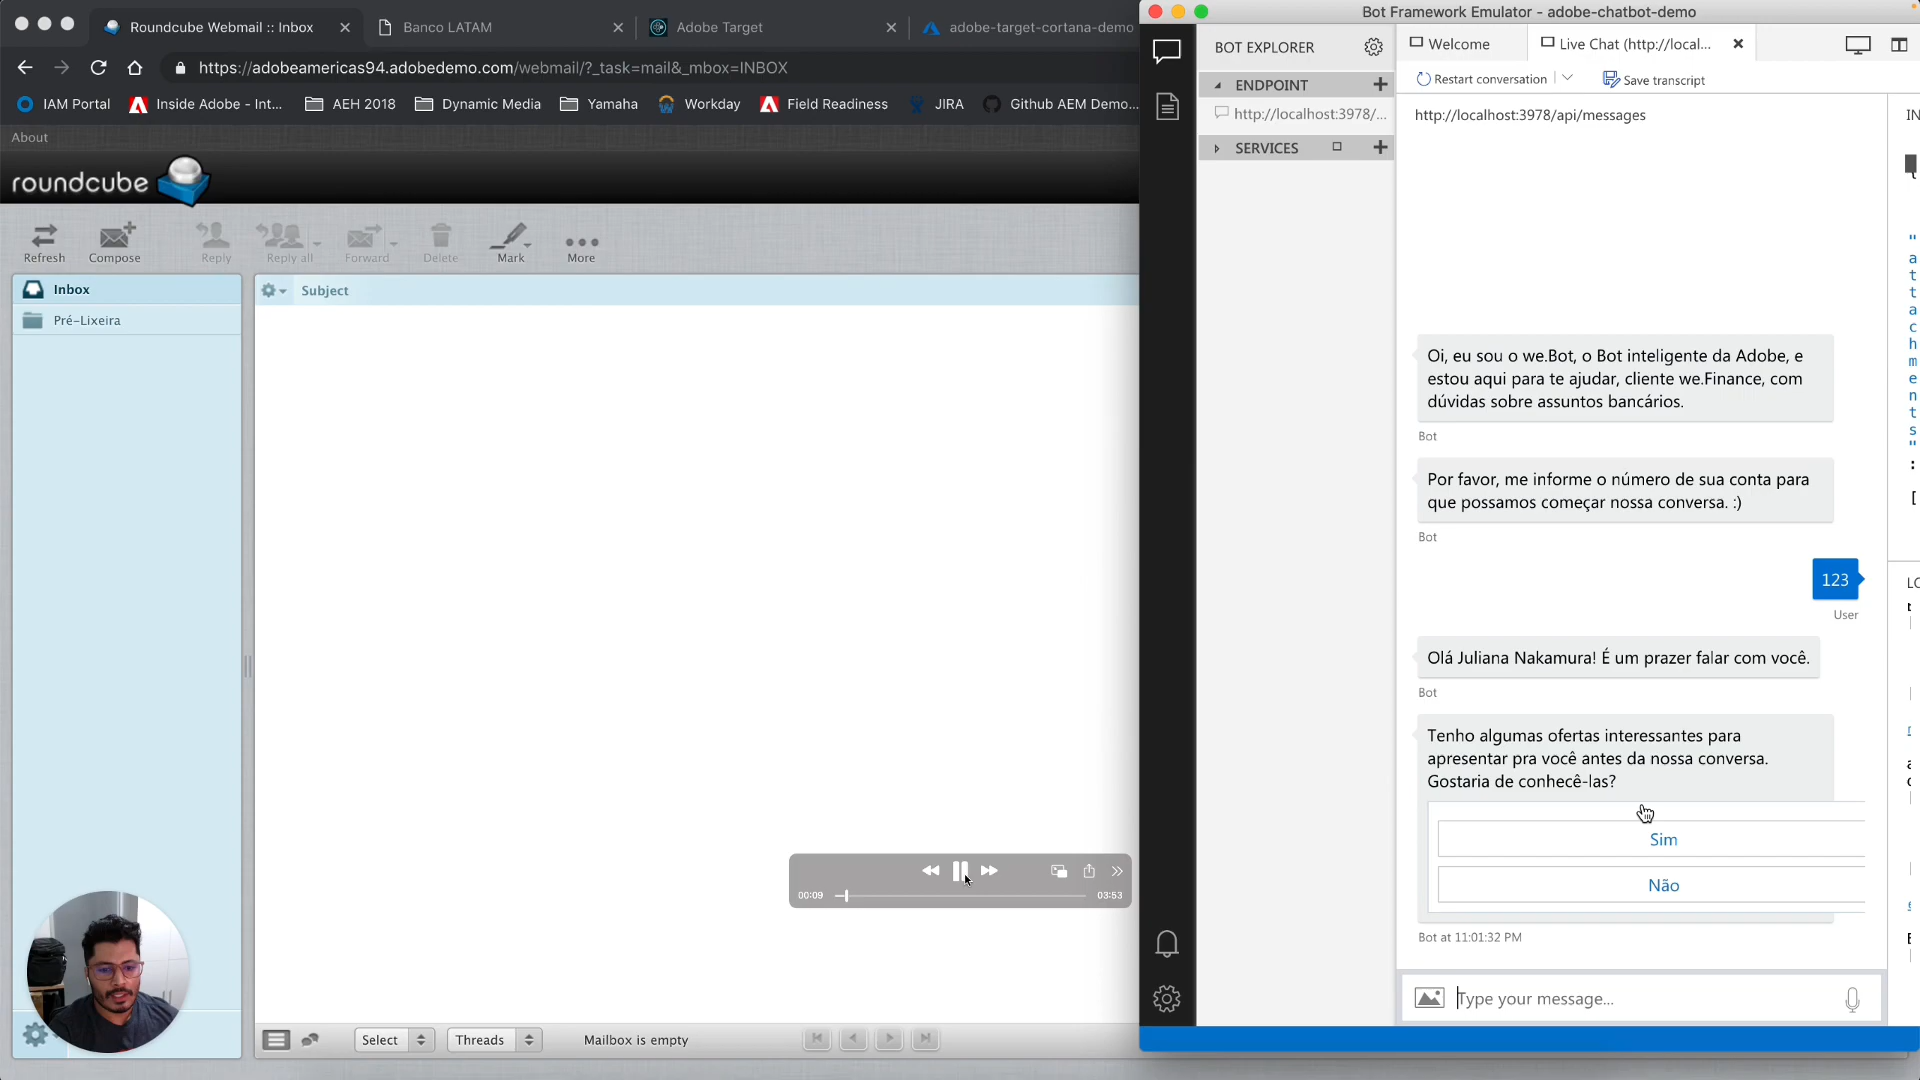 Roundcube Webmail :: Inbox
Banco LATAM
Adobe Target
adobe-target-cortana-demo
https://adobeamericas94.adobedemo.com/webmail/?_task=mail&_mbox=INBOX
IAM Portal
Inside Adobe - Int...
AEH 2018
Dynamic Media
Yamaha
Workday
Field Readiness
JIRA
Github AEM Demo...
About
roundcube
Refresh
Compose
Reply
Reply all
Forward
Delete
Mark
More
Inbox
Pré-Lixeira
Subject
00:09
03:53
Select
Threads
Mailbox is empty
Bot Framework Emulator - adobe-chatbot-demo
BOT EXPLORER
ENDPOINT
http://localhost:3978/...
SERVICES
Welcome
Live Chat (http://local...
Restart conversation
Save transcript
http://localhost:3978/api/messages
Oi, eu sou o we.Bot, o Bot inteligente da Adobe, e
estou aqui para te ajudar, cliente we.Finance, com
dúvidas sobre assuntos bancários.
Bot
Por favor, me informe o número de sua conta para
que possamos começar nossa conversa. :)
Bot
123
User
Olá Juliana Nakamura! É um prazer falar com você.
Bot
Tenho algumas ofertas interessantes para
apresentar pra você antes da nossa conversa.
Gostaria de conhecê-las?
Sim
Não
Bot at 11:01:32 PM
Type your message...
IN
"
a
t
t
a
c
h
m
e
n
t
s
"
:
[